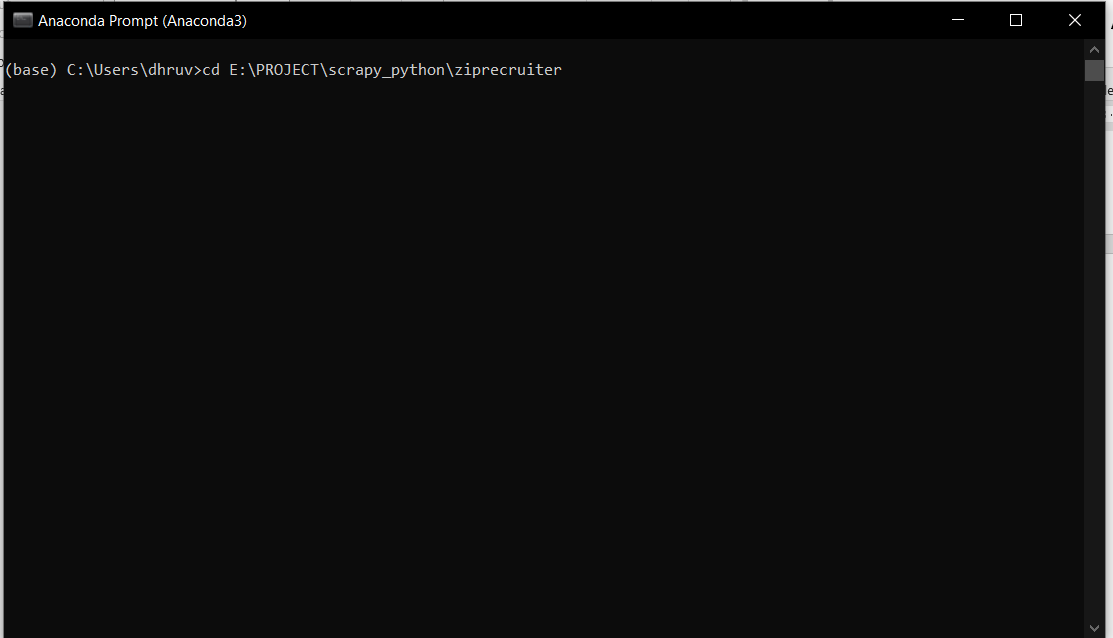 Anaconda Prompt (Anaconda3)
(base) C:\Users\dhruv>cd E:\PROJECT\scrapy_python\ziprecruiter